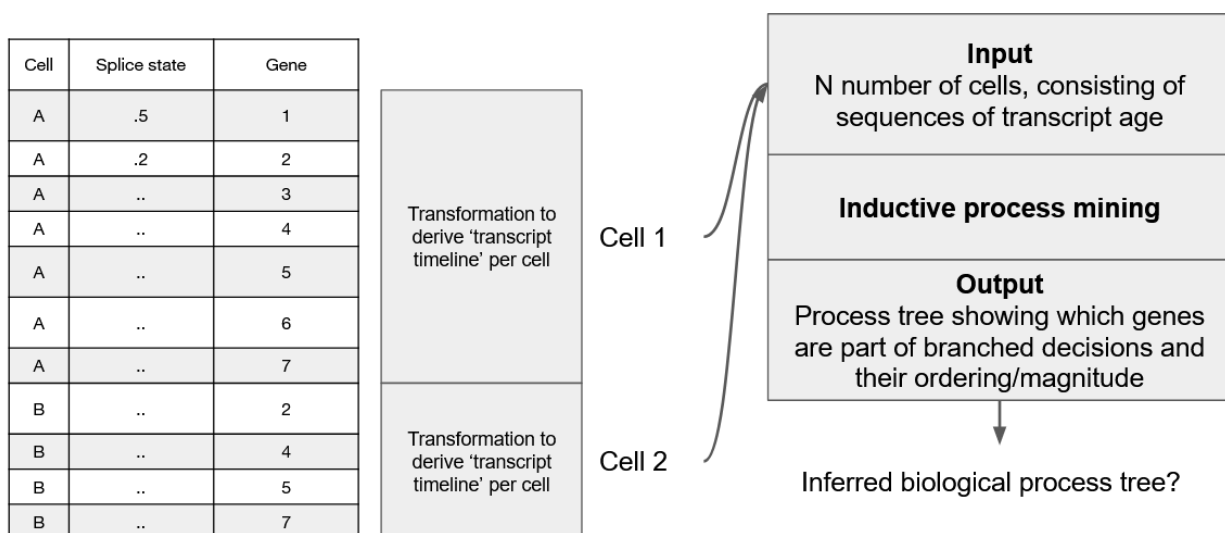 Cell Splice state Gene
A .5 1
A .2 2
A .. 3
A .. 4
A .. 5
A .. 6
A .. 7
B .. 2
B .. 4
B .. 5
B .. 7
Transformation to
derive ‘transcript
timeline’ per cell
Transformation to
derive ‘transcript
timeline’ per cell
Cell 1
Cell 2
Input
N number of cells, consisting of
sequences of transcript age
Inductive process mining
Output
Process tree showing which genes
are part of branched decisions and
their ordering/magnitude
Inferred biological process tree?